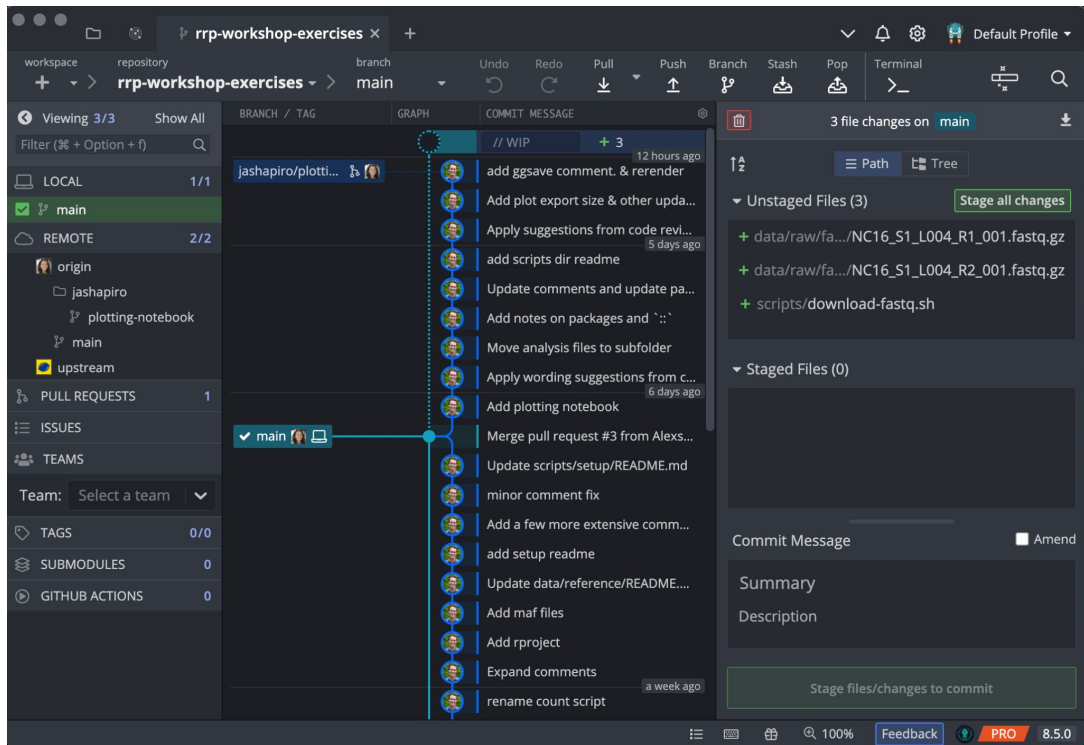 rrp-workshop-exercises × +
Default Profile
workspace repository branch Undo Redo Pull Push Branch Stash Pop Terminal
+ rrp-workshop-exercises main
Viewing 3/3 Show All
Filter (⌘ + Option + f)
LOCAL 1/1
main
REMOTE 2/2
origin
jashapiro
plotting-notebook
main
upstream
PULL REQUESTS 1
ISSUES
TEAMS
Team: Select a team
TAGS 0/0
SUBMODULES 0
GITHUB ACTIONS 0
BRANCH / TAG GRAPH COMMIT MESSAGE
// WIP + 3
12 hours ago
jashapiro/plotti... add ggsave comment. & rerender
Add plot export size & other upda...
Apply suggestions from code revi...
5 days ago
add scripts dir readme
Update comments and update pa...
Add notes on packages and `::`
Move analysis files to subfolder
Apply wording suggestions from c...
6 days ago
Add plotting notebook
main Merge pull request #3 from Alexs...
Update scripts/setup/README.md
minor comment fix
Add a few more extensive comm...
add setup readme
Update data/reference/README....
Add maf files
Add rproject
Expand comments
a week ago
rename count script
3 file changes on main
Path Tree
Unstaged Files (3) Stage all changes
+ data/raw/fa.../NC16_S1_L004_R1_001.fastq.gz
+ data/raw/fa.../NC16_S1_L004_R2_001.fastq.gz
+ scripts/download-fastq.sh
Staged Files (0)
Commit Message Amend
Summary
Description
Stage files/changes to commit
100% Feedback PRO 8.5.0